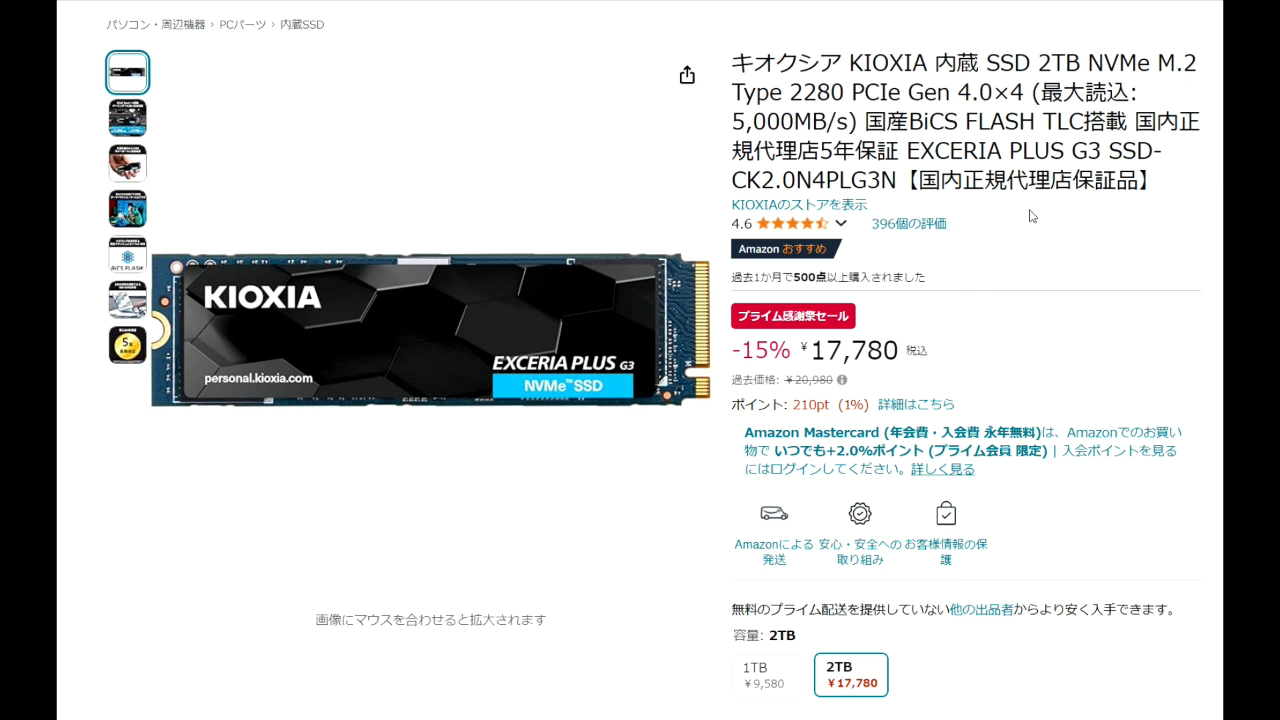 パソコン・周辺機器 › PCパーツ › 内蔵SSD
キオクシア KIOXIA 内蔵 SSD 2TB NVMe M.2
Type 2280 PCIe Gen 4.0×4 (最大読込:
5,000MB/s) 国産BiCS FLASH TLC搭載 国内正
規代理店5年保証 EXCERIA PLUS G3 SSD-
CK2.0N4PLG3N【国内正規代理店保証品】
KIOXIAのストアを表示
4.6 396個の評価
Amazon おすすめ
過去1か月で500点以上購入されました
プライム感謝祭セール
-15% ¥17,780 税込
過去価格: ¥20,980
ポイント: 210pt (1%) 詳細はこちら
Amazon Mastercard (年会費・入会費 永年無料)は、Amazonでのお買い
物で いつでも+2.0%ポイント (プライム会員 限定) | 入会ポイントを見る
にはログインしてください。詳しく見る
Amazonによる
発送
安心・安全への
取り組み
お客様情報の保
護
無料のプライム配送を提供していない他の出品者からより安く入手できます。
容量: 2TB
1TB
¥9,580
2TB
¥17,780
KIOXIA
EXCERIA PLUS G3
NVMe™SSD
personal.kioxia.com
BiCS FLASH
5年
画像にマウスを合わせると拡大されます